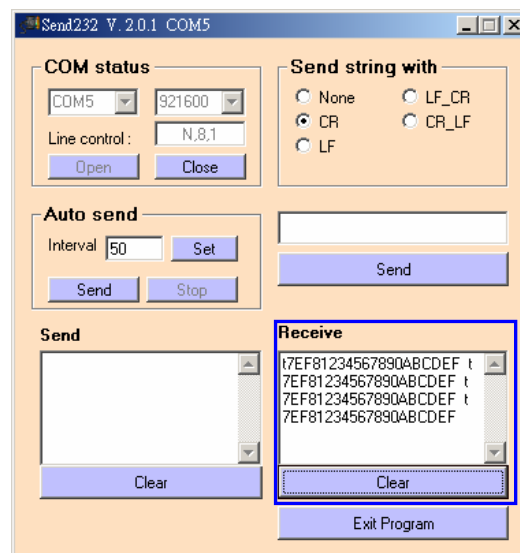 Send232 V. 2.0.1 COM5
COM status
COM5 921600
Line control : N,8,1
Open Close
Send string with
None LF_CR
CR CR_LF
LF
Auto send
Interval 50 Set
Send Stop
Send
Send
Clear
Receive
t7EF81234567890ABCDEF t
7EF81234567890ABCDEF t
7EF81234567890ABCDEF t
7EF81234567890ABCDEF
Clear
Exit Program